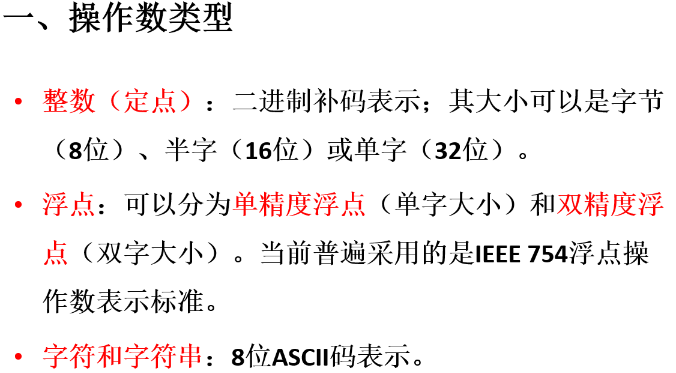 一、操作数类型
• 整数（定点）：二进制补码表示；其大小可以是字节
（8位）、半字（16位）或单字（32位）。
• 浮点：可以分为单精度浮点（单字大小）和双精度浮
点（双字大小）。当前普遍采用的是IEEE 754浮点操
作数表示标准。
• 字符和字符串：8位ASCII码表示。